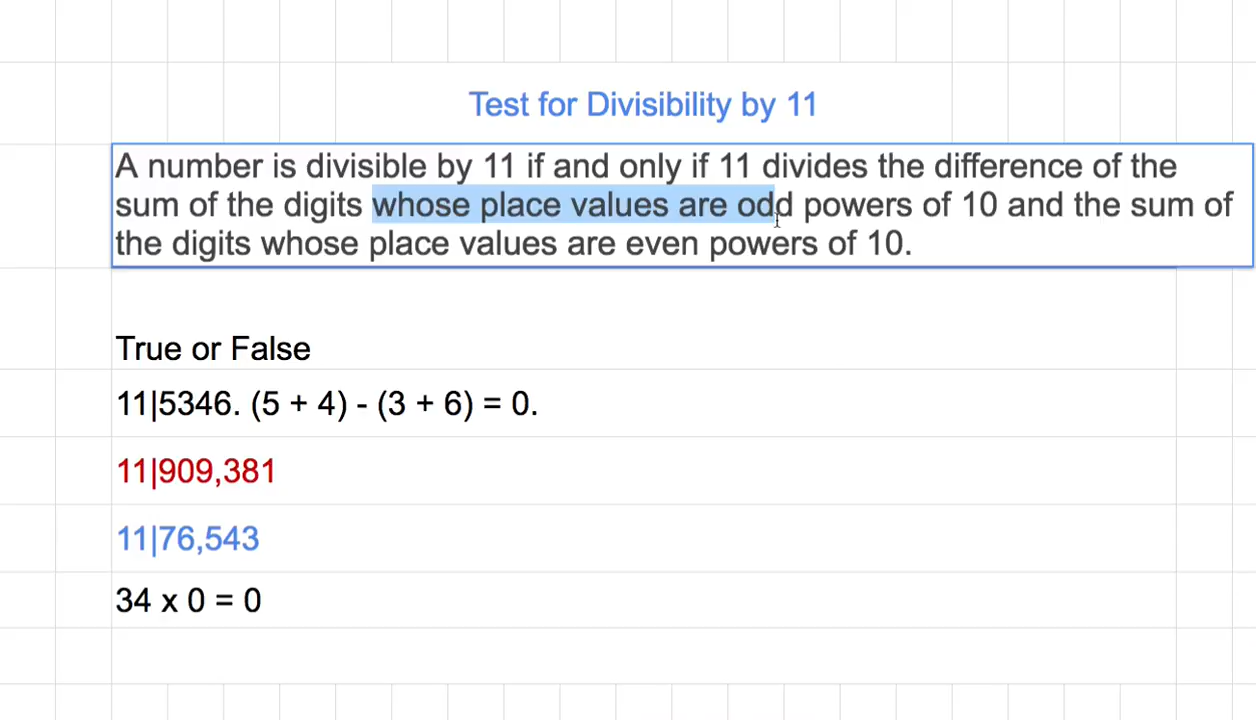 Test for Divisibility by 11
A number is divisible by 11 if and only if 11 divides the difference of the
sum of the digits whose place values are odd powers of 10 and the sum of
the digits whose place values are even powers of 10.
True or False
11|5346. (5 + 4) - (3 + 6) = 0.
11|909,381
11|76,543
34 x 0 = 0